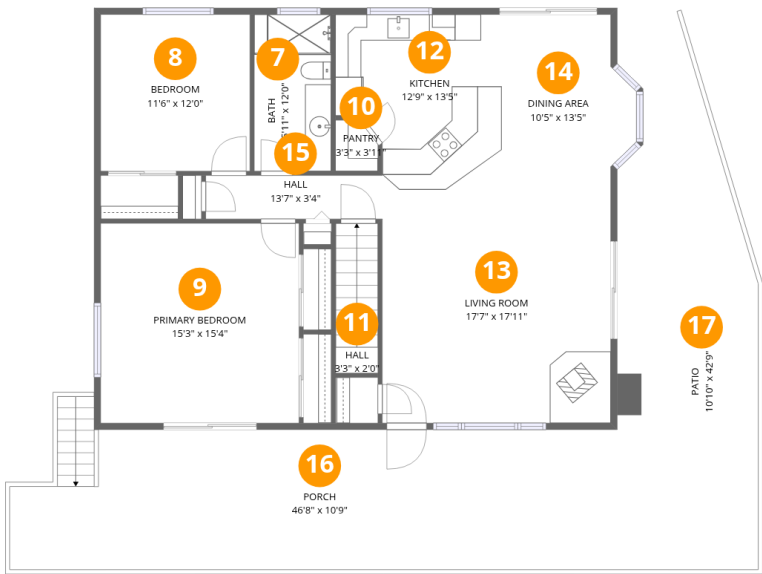 8
BEDROOM
11'6" x 12'0"
7
BATH
5'11" x 12'0"
12
KITCHEN
12'9" x 13'5"
14
DINING AREA
10'5" x 13'5"
10
PANTRY
3'3" x 3'11"
15
HALL
13'7" x 3'4"
9
PRIMARY BEDROOM
15'3" x 15'4"
13
LIVING ROOM
17'7" x 17'11"
11
HALL
3'3" x 2'0"
17
PATIO
10'10" x 42'9"
16
PORCH
46'8" x 10'9"